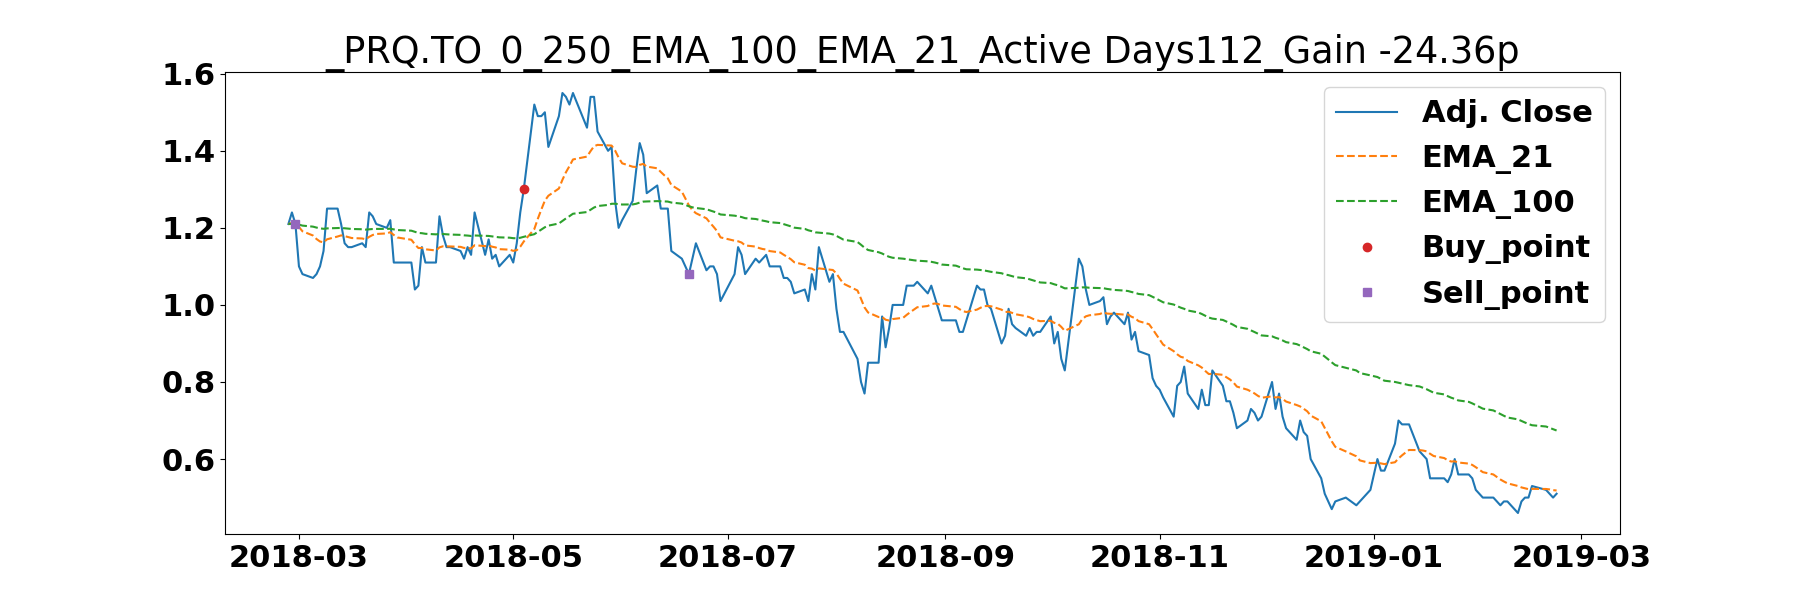 _PRQ.TO_0_250_EMA_100_EMA_21_Active Days112_Gain -24.36p
1.6
1.4
1.2
1.0
0.8
0.6
Adj. Close
EMA_21
EMA_100
Buy_point
Sell_point
2018-03 2018-05 2018-07 2018-09 2018-11 2019-01 2019-03